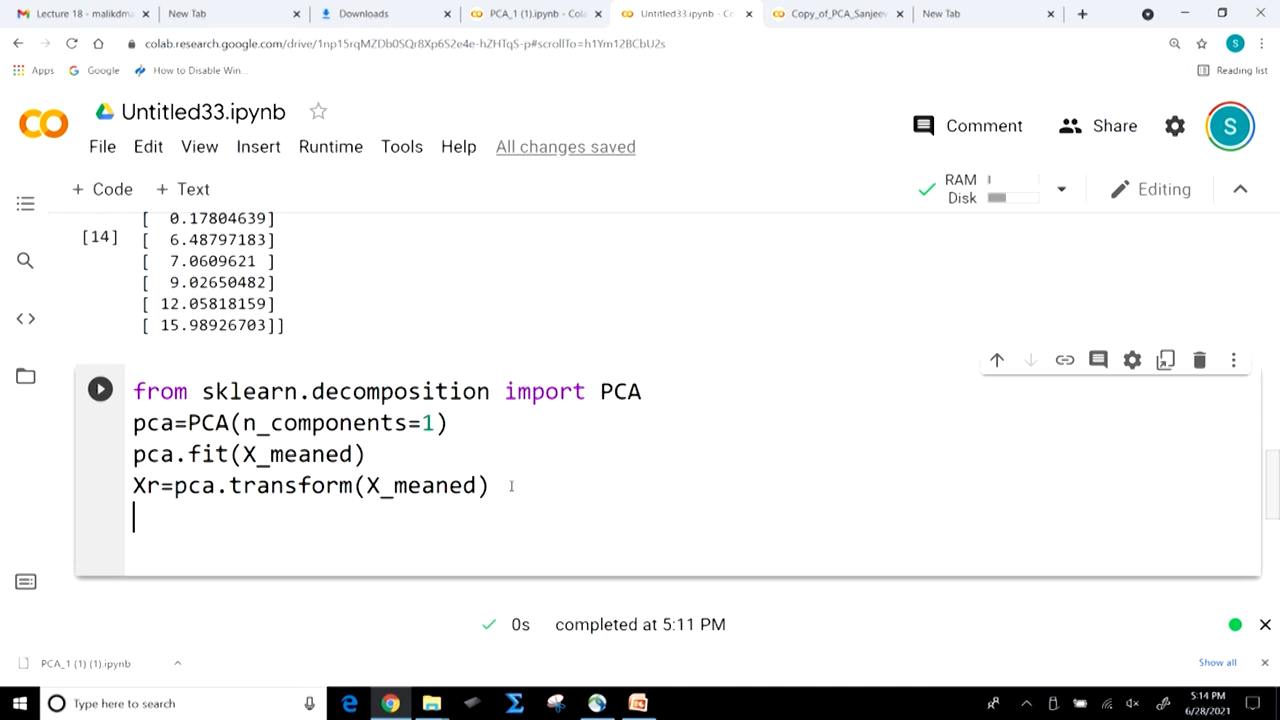 Lecture 18 - malikdma
New Tab
Downloads
PCA_1 (1).ipynb - Cola
Untitled33.ipynb - Co
Copy_of_PCA_Sanjeev
New Tab
colab.research.google.com/drive/1np15rqMZDb0SQr8Xp6S2e4e-hZHTqS-p#scrollTo=h1Ym12BCbU2s
S
Apps
Google
How to Disable Win...
Reading list
Untitled33.ipynb
Comment
Share
S
File Edit View Insert Runtime Tools Help All changes saved
+ Code + Text
RAM
Disk
Editing
[ 0.17804639]
[14]
[ 6.48797183]
[ 7.0609621 ]
[ 9.02650482]
[ 12.05818159]
[ 15.98926703]]
from sklearn.decomposition import PCA
pca=PCA(n_components=1)
pca.fit(X_meaned)
Xr=pca.transform(X_meaned)
0s completed at 5:11 PM
PCA_1 (1) (1).ipynb
Show all
Type here to search
5:14 PM
6/28/2021